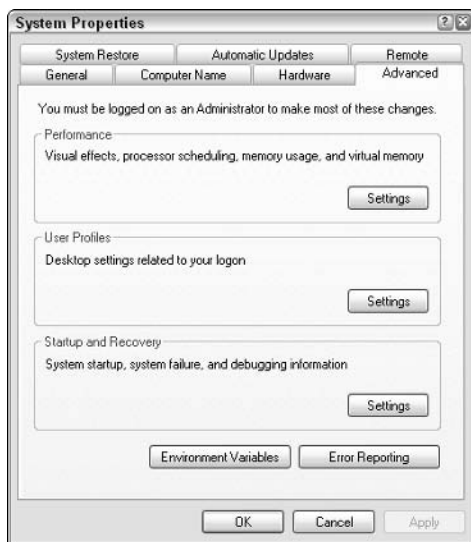 System Properties
System Restore Automatic Updates Remote
General Computer Name Hardware Advanced
You must be logged on as an Administrator to make most of these changes.
Performance
Visual effects, processor scheduling, memory usage, and virtual memory
Settings
User Profiles
Desktop settings related to your logon
Settings
Startup and Recovery
System startup, system failure, and debugging information
Settings
Environment Variables Error Reporting
OK Cancel Apply